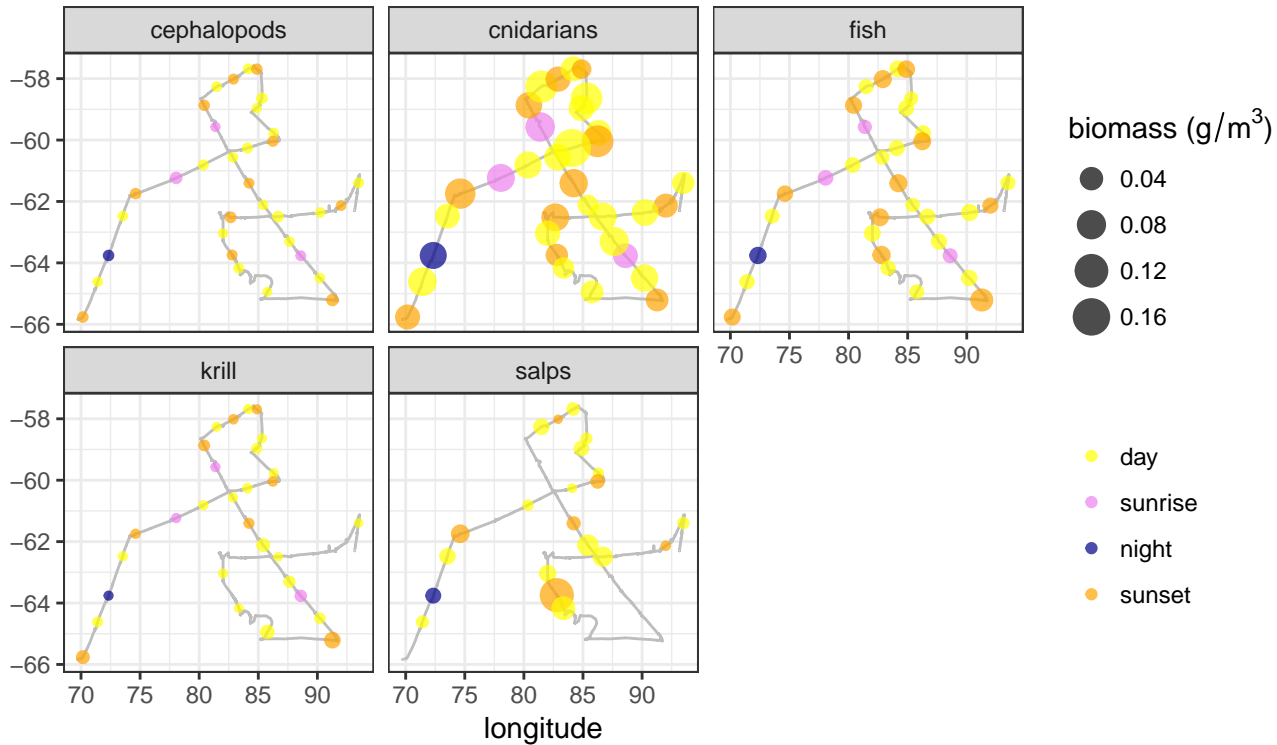 cephalopods cnidarians fish
−58
−60
−62
−64
−66
70 75 80 85 90
krill salps
−58
−60
−62
−64
−66
70 75 80 85 90 70 75 80 85 90
longitude
biomass (g/m³)
0.04
0.08
0.12
0.16
day
sunrise
night
sunset